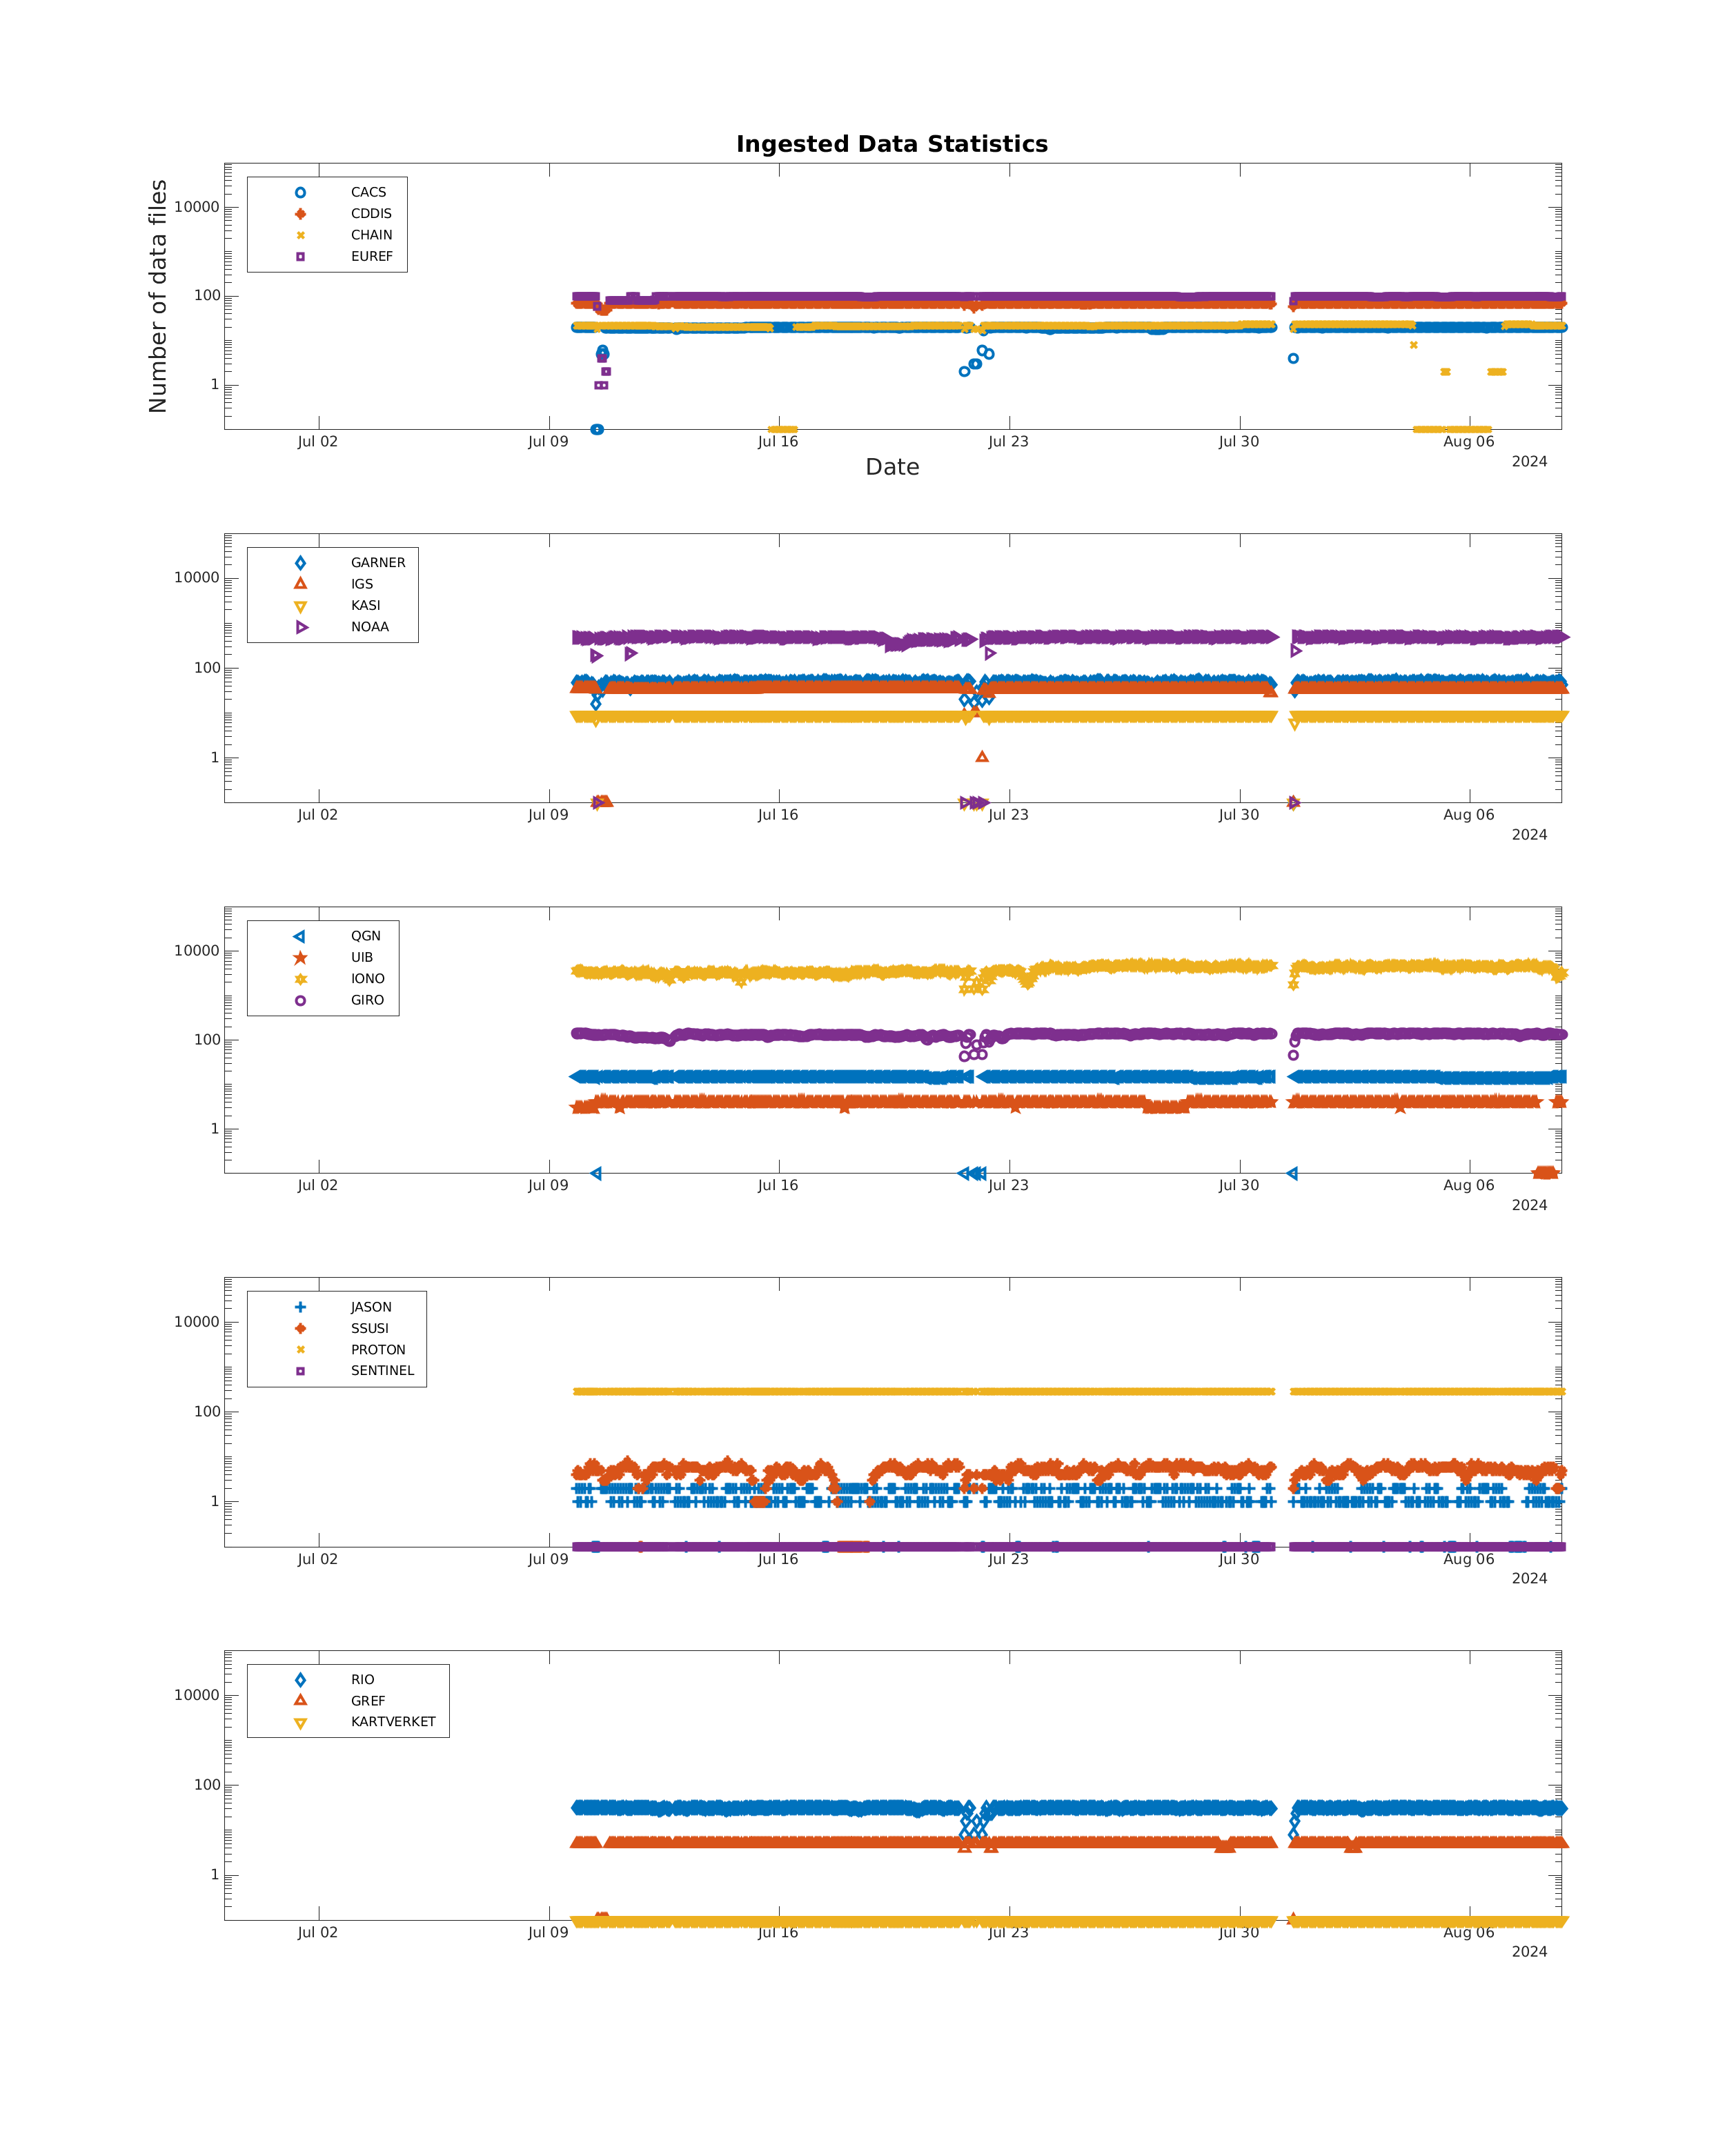 Ingested Data Statistics
Number of data files
10000
100
1
CACS
CDDIS
CHAIN
EUREF
Jul 02 Jul 09 Jul 16 Jul 23 Jul 30 Aug 06
2024
Date
10000
100
1
GARNER
IGS
KASI
NOAA
Jul 02 Jul 09 Jul 16 Jul 23 Jul 30 Aug 06
2024
10000
100
1
QGN
UIB
IONO
GIRO
Jul 02 Jul 09 Jul 16 Jul 23 Jul 30 Aug 06
2024
10000
100
1
JASON
SSUSI
PROTON
SENTINEL
Jul 02 Jul 09 Jul 16 Jul 23 Jul 30 Aug 06
2024
10000
100
1
RIO
GREF
KARTVERKET
Jul 02 Jul 09 Jul 16 Jul 23 Jul 30 Aug 06
2024